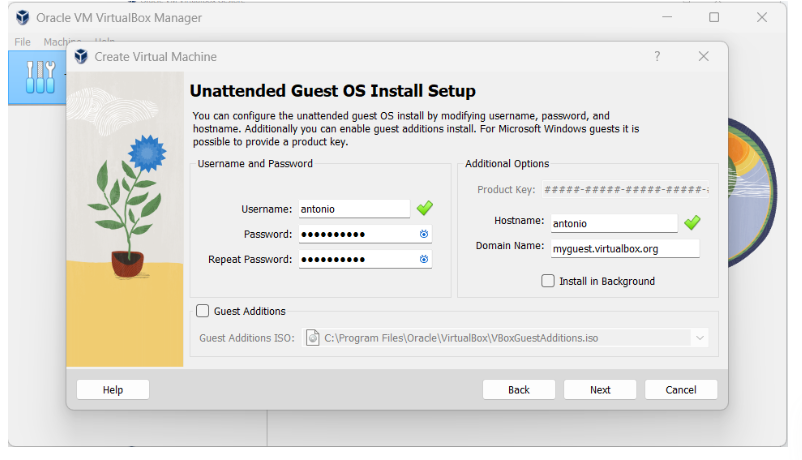 Oracle VM VirtualBox Manager
File Machine Help
Create Virtual Machine
Unattended Guest OS Install Setup
You can configure the unattended guest OS install by modifying username, password, and
hostname. Additionally you can enable guest additions install. For Microsoft Windows guests it is
possible to provide a product key.
Username and Password
Username: antonio
Password: ●●●●●●●●●●
Repeat Password: ●●●●●●●●●●
Additional Options
Product Key: #####-#####-#####-#####-
Hostname: antonio
Domain Name: myguest.virtualbox.org
Install in Background
Guest Additions
Guest Additions ISO: C:\Program Files\Oracle\VirtualBox\VBoxGuestAdditions.iso
Help
Back
Next
Cancel